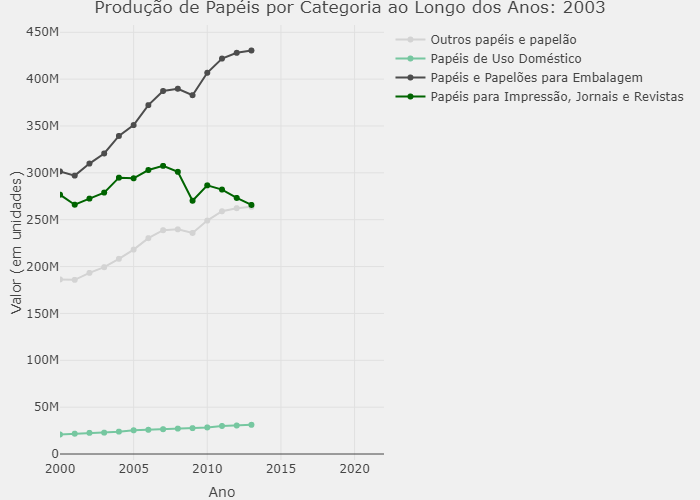 Produção de Papéis por Categoria ao Longo dos Anos: 2003
Outros papéis e papelão
Papéis de Uso Doméstico
Papéis e Papelões para Embalagem
Papéis para Impressão, Jornais e Revistas
Valor (em unidades)
450M
400M
350M
300M
250M
200M
150M
100M
50M
0
2000 2005 2010 2015 2020
Ano